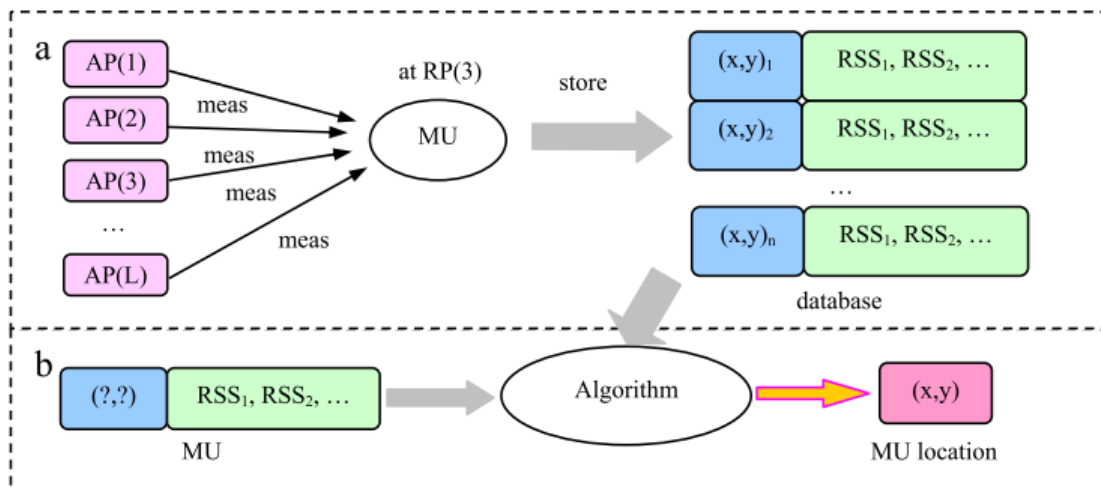 a
AP(1)
AP(2)
AP(3)
…
AP(L)
meas
meas
meas
meas
at RP(3)
MU
store
(x,y)₁ RSS₁, RSS₂, …
(x,y)₂ RSS₁, RSS₂, …
…
(x,y)ₙ RSS₁, RSS₂, …
database
b
(?,?) RSS₁, RSS₂, …
MU
Algorithm
(x,y)
MU location